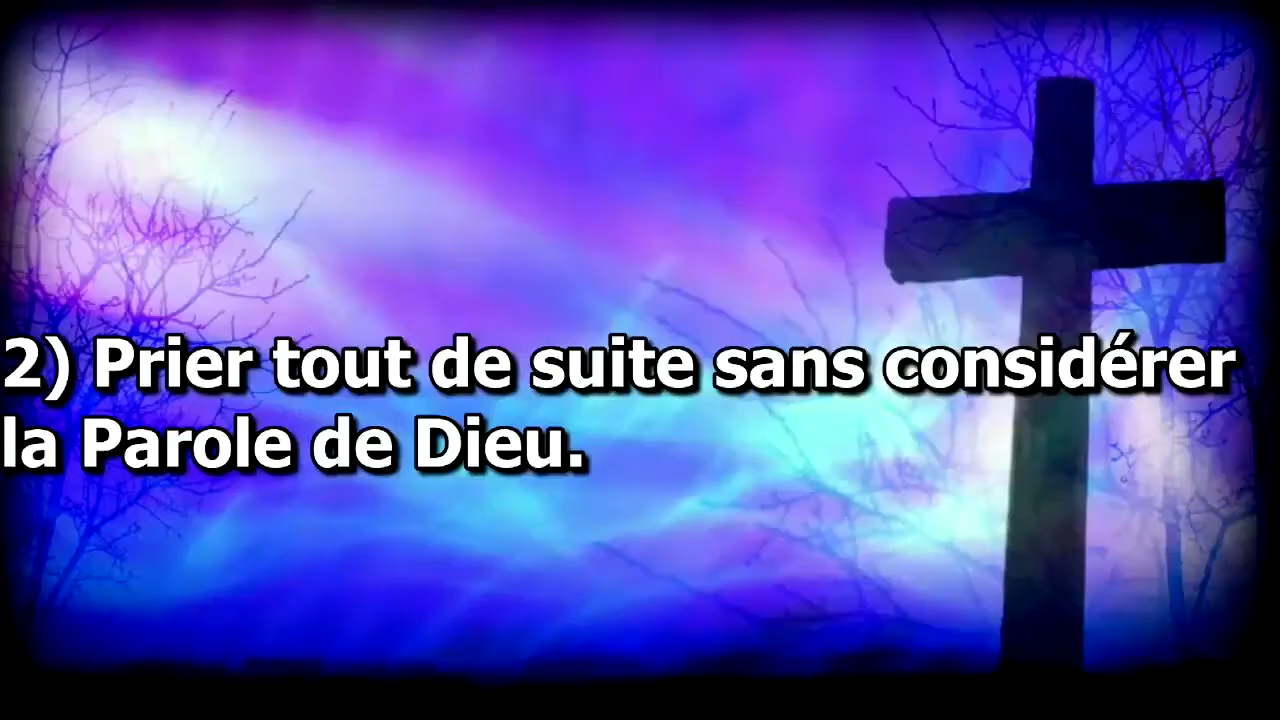 2) Prier tout de suite sans considérer
la Parole de Dieu.